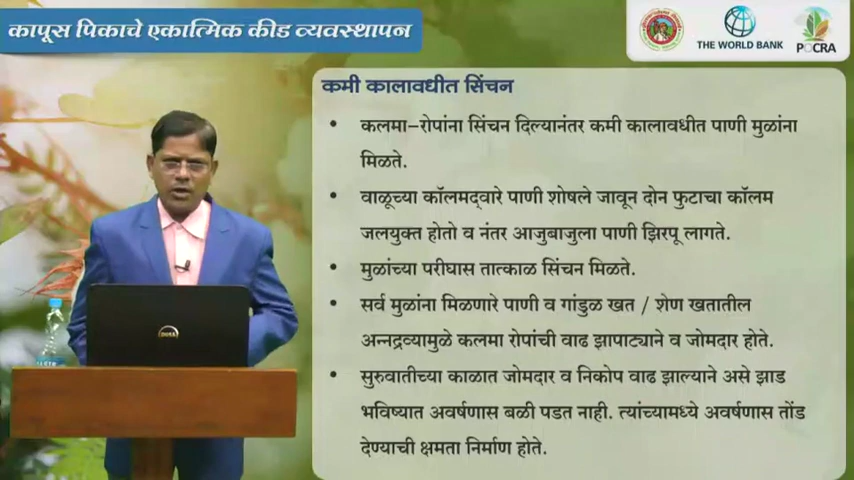 कापूस पिकाचे एकात्मिक कीड व्यवस्थापन
THE WORLD BANK
POCRA
कमी कालावधीत सिंचन
• कलमा–रोपांना सिंचन दिल्यानंतर कमी कालावधीत पाणी मुळांना
मिळते.
• वाळूच्या कॉलमद्वारे पाणी शोषले जावून दोन फुटाचा कॉलम
जलयुक्त होतो व नंतर आजुबाजुला पाणी झिरपू लागते.
• मुळांच्या परीघास तात्काळ सिंचन मिळते.
• सर्व मुळांना मिळणारे पाणी व गांडुळ खत / शेण खतातील
अन्नद्रव्यामुळे कलमा रोपांची वाढ झापाट्याने व जोमदार होते.
• सुरुवातीच्या काळात जोमदार व निकोप वाढ झाल्याने असे झाड
भविष्यात अवर्षणास बळी पडत नाही. त्यांच्यामध्ये अवर्षणास तोंड
देण्याची क्षमता निर्माण होते.
DELL